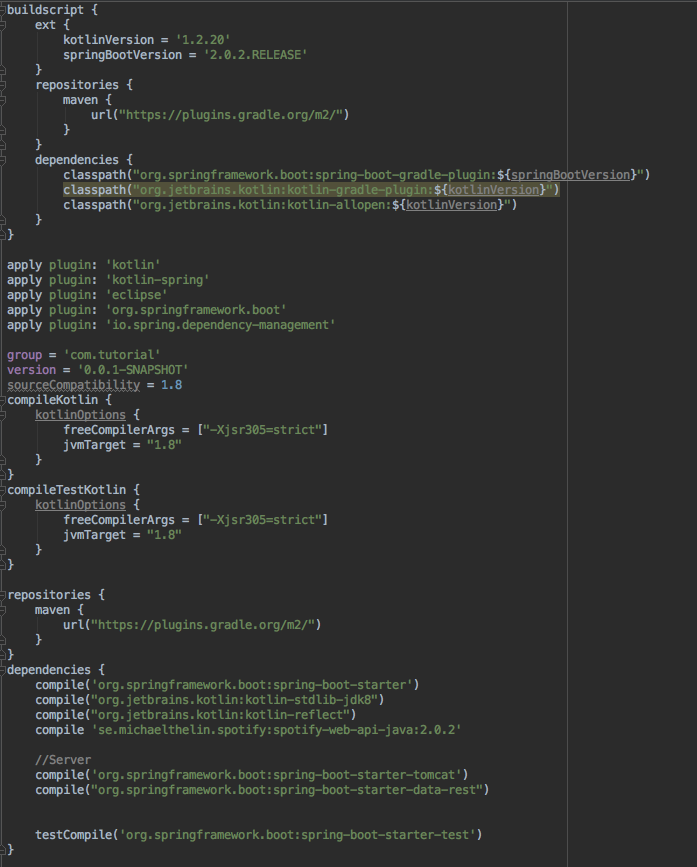 buildscript {
    ext {
        kotlinVersion = '1.2.20'
        springBootVersion = '2.0.2.RELEASE'
    }
    repositories {
        maven {
            url("https://plugins.gradle.org/m2/")
        }
    }
    dependencies {
        classpath("org.springframework.boot:spring-boot-gradle-plugin:${springBootVersion}")
        classpath("org.jetbrains.kotlin:kotlin-gradle-plugin:${kotlinVersion}")
        classpath("org.jetbrains.kotlin:kotlin-allopen:${kotlinVersion}")
    }
}

apply plugin: 'kotlin'
apply plugin: 'kotlin-spring'
apply plugin: 'eclipse'
apply plugin: 'org.springframework.boot'
apply plugin: 'io.spring.dependency-management'

group = 'com.tutorial'
version = '0.0.1-SNAPSHOT'
sourceCompatibility = 1.8
compileKotlin {
    kotlinOptions {
        freeCompilerArgs = ["-Xjsr305=strict"]
        jvmTarget = "1.8"
    }
}
compileTestKotlin {
    kotlinOptions {
        freeCompilerArgs = ["-Xjsr305=strict"]
        jvmTarget = "1.8"
    }
}

repositories {
    maven {
        url("https://plugins.gradle.org/m2/")
    }
}
dependencies {
    compile('org.springframework.boot:spring-boot-starter')
    compile("org.jetbrains.kotlin:kotlin-stdlib-jdk8")
    compile("org.jetbrains.kotlin:kotlin-reflect")
    compile 'se.michaelthelin.spotify:spotify-web-api-java:2.0.2'

    //Server
    compile('org.springframework.boot:spring-boot-starter-tomcat')
    compile("org.springframework.boot:spring-boot-starter-data-rest")


    testCompile('org.springframework.boot:spring-boot-starter-test')
}